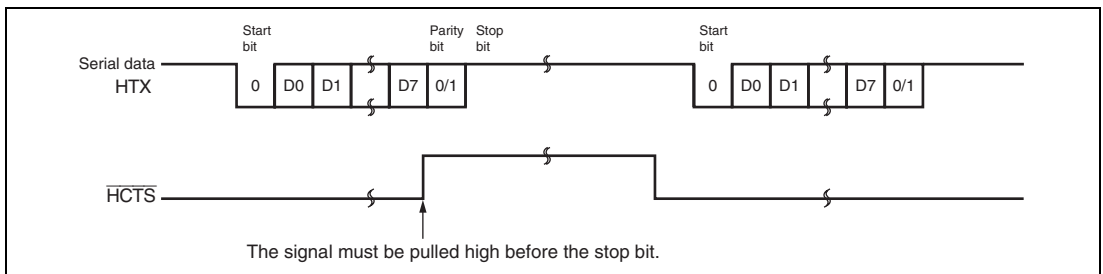 Start
bit
Parity
bit
Stop
bit
Start
bit
Serial data
HTX
0 D0 D1 D7 0/1 0 D0 D1 D7 0/1
HCTS
The signal must be pulled high before the stop bit.